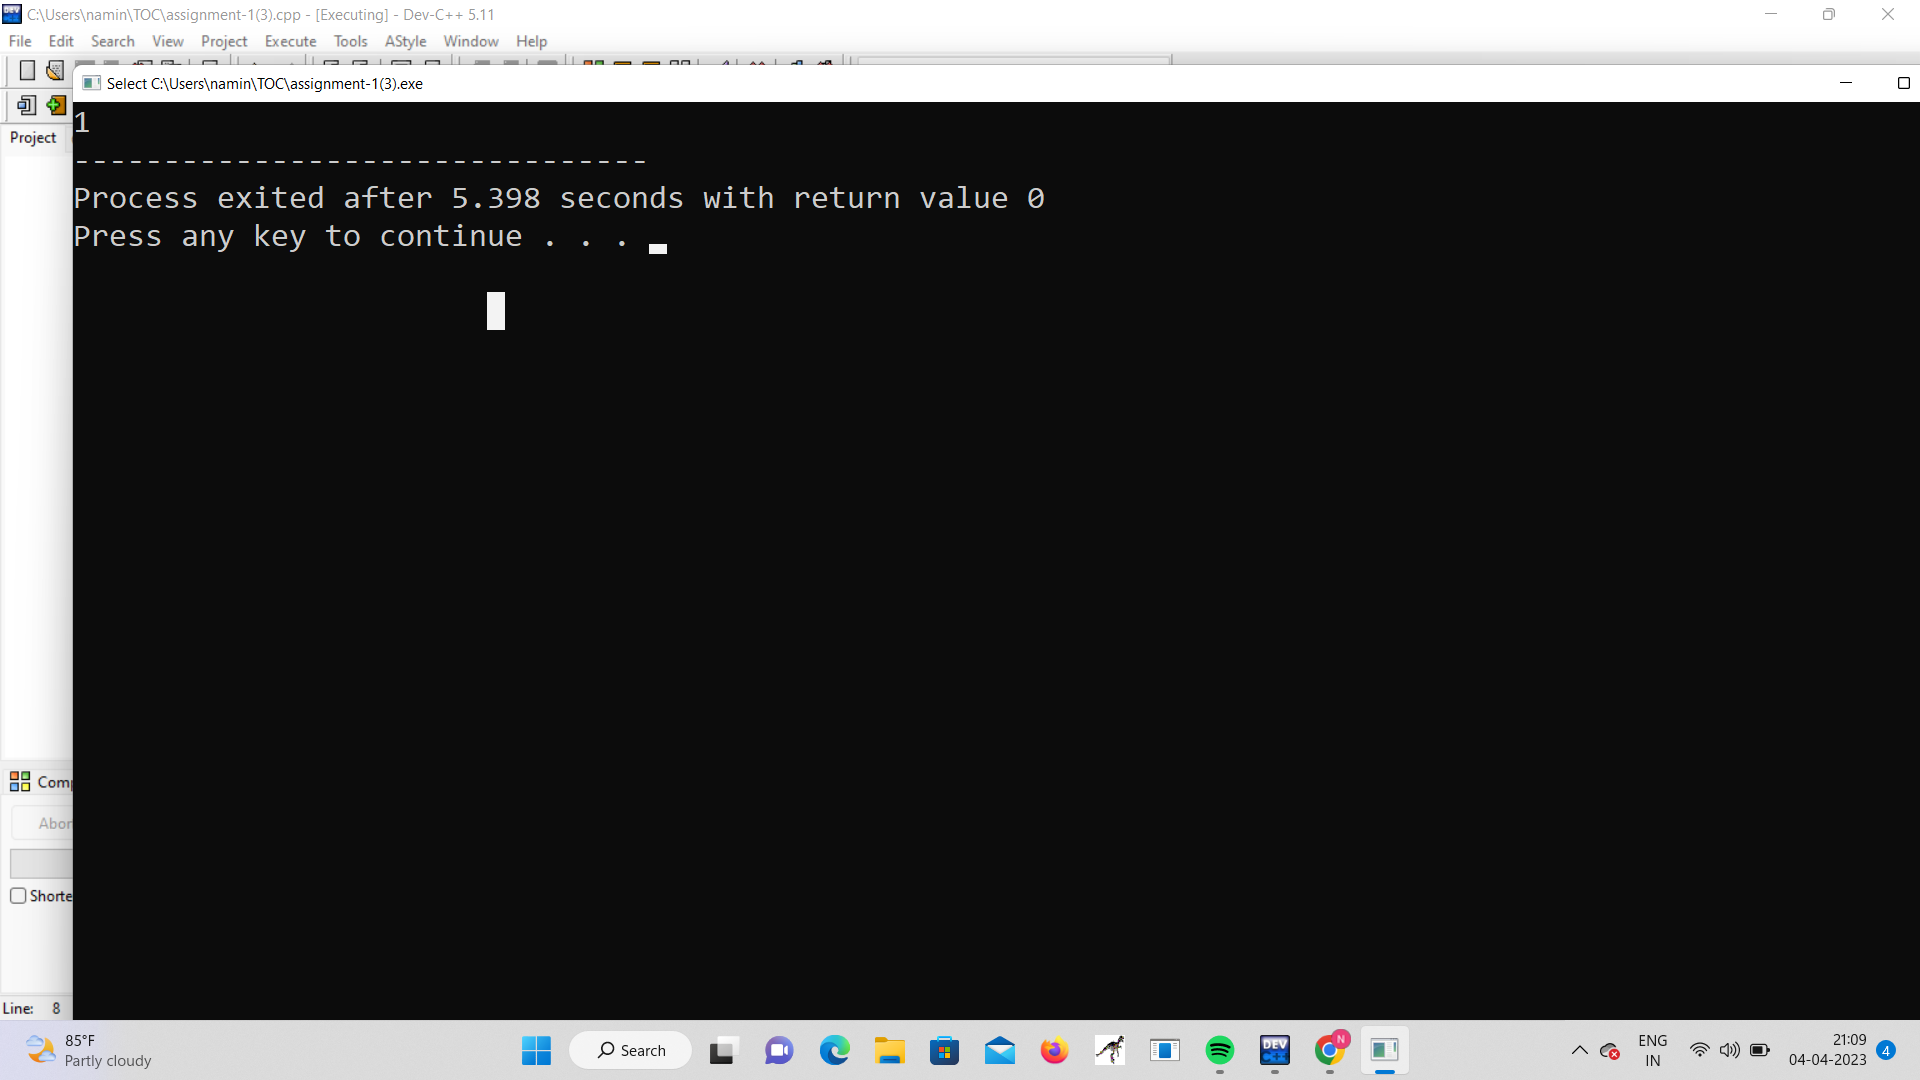 C:\Users\namin\TOC\assignment-1(3).cpp - [Executing] - Dev-C++ 5.11
File Edit Search View Project Execute Tools AStyle Window Help
Select C:\Users\namin\TOC\assignment-1(3).exe
Project
1
--------------------------------
Process exited after 5.398 seconds with return value 0
Press any key to continue . . .
Comp
Abor
Shorte
Line: 8
85°F
Partly cloudy
Search
DEV
C++
N
ENG
IN
21:09
04-04-2023
4